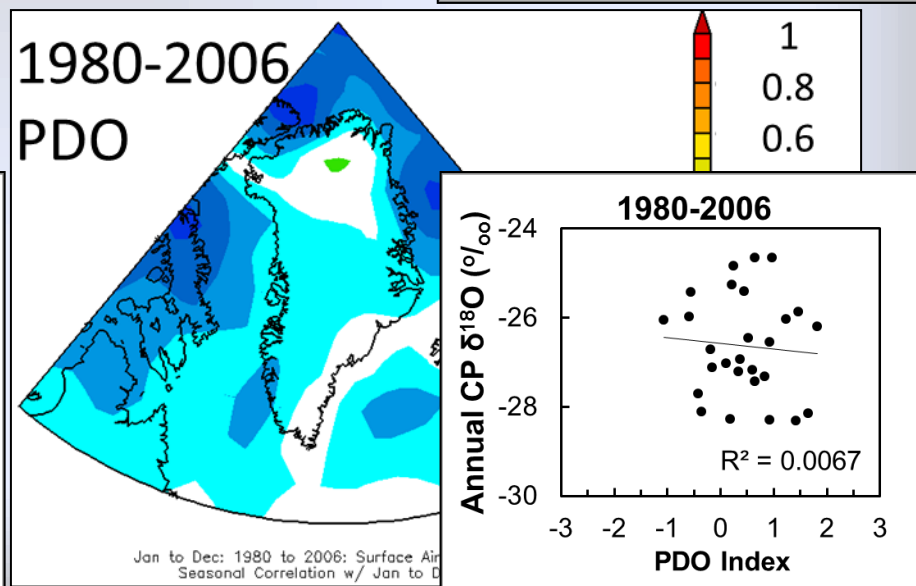 1980-2006
PDO
1
0.8
0.6
Jan to Dec: 1980 to 2006: Surface Air
Seasonal Correlation w/ Jan to
1980-2006
Annual CP δ¹⁸O (º/ₒₒ)
-24
-26
-28
-30
R² = 0.0067
-3 -2 -1 0 1 2 3
PDO Index